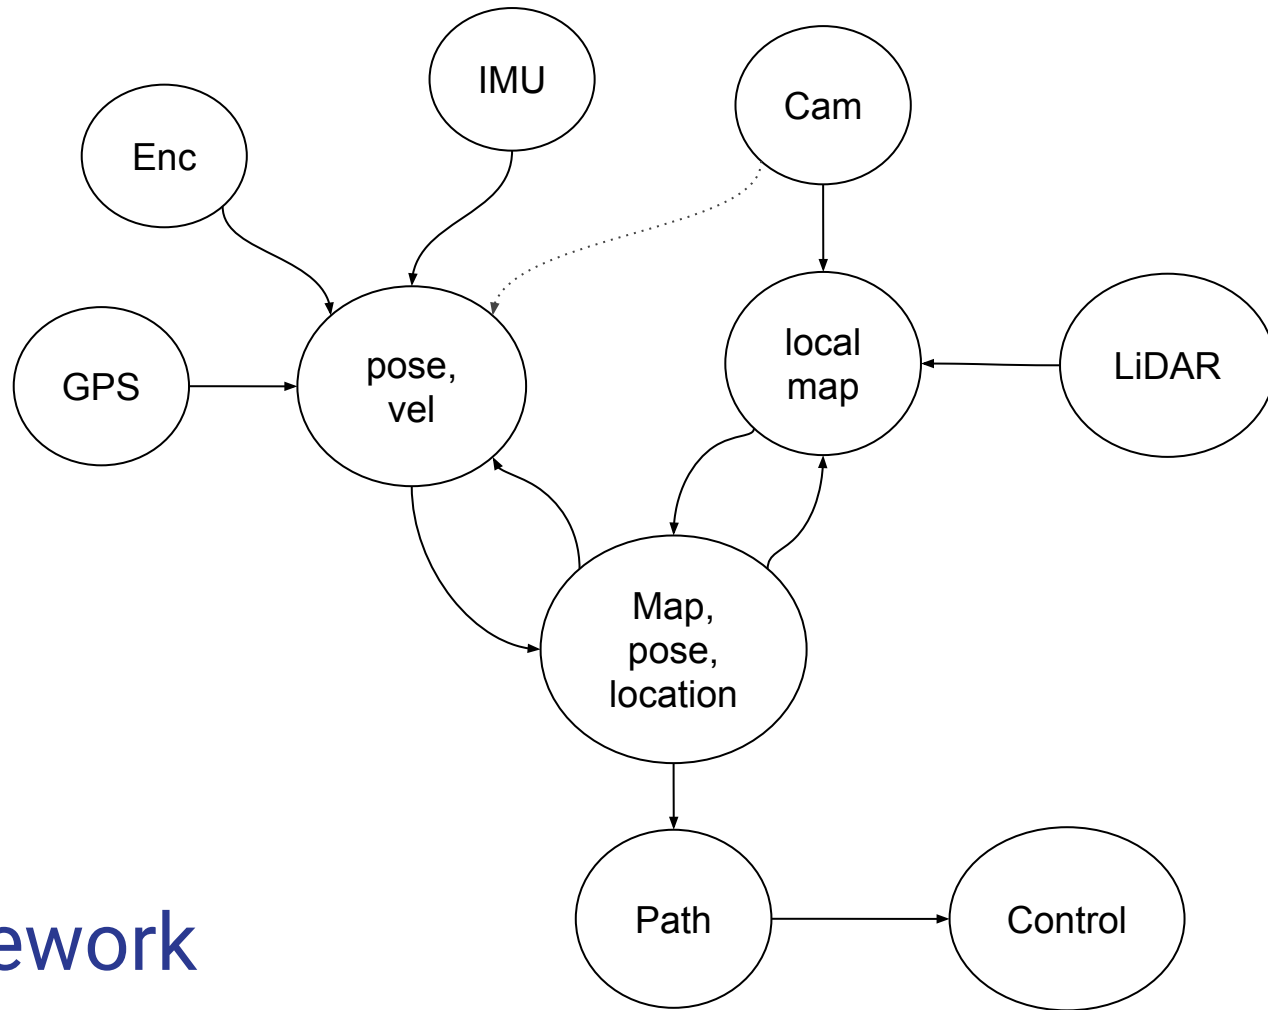 IMU
Cam
Enc
local
map
LiDAR
pose,
vel
GPS
Map,
pose,
location
Path
Control
ework